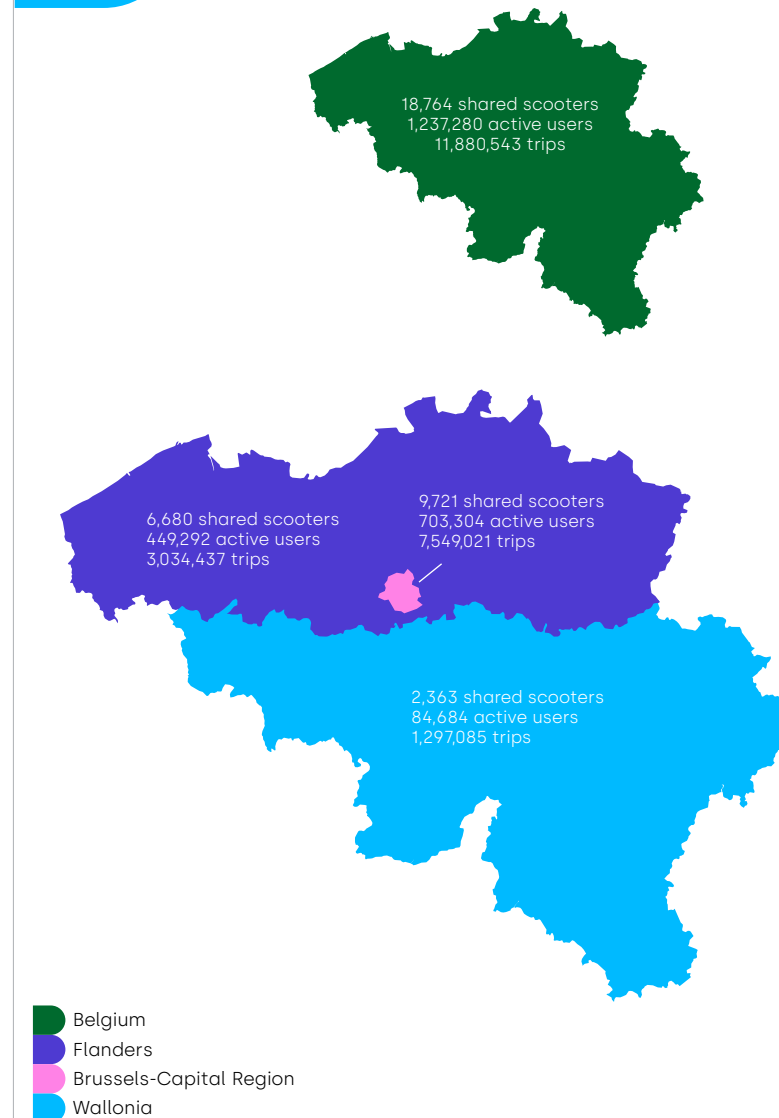 18,764 shared scooters
1,237,280 active users
11,880,543 trips
6,680 shared scooters
449,292 active users
3,034,437 trips
9,721 shared scooters
703,304 active users
7,549,021 trips
2,363 shared scooters
84,684 active users
1,297,085 trips
Belgium
Flanders
Brussels-Capital Region
Wallonia